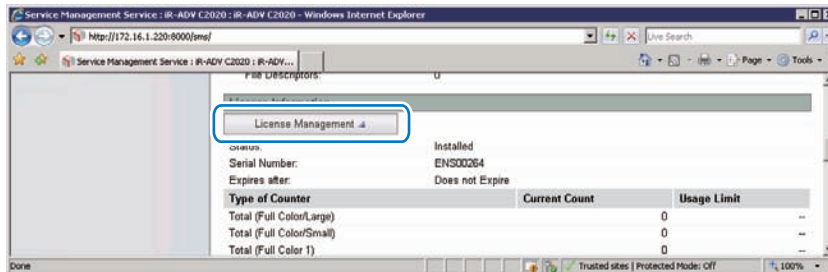 Service Management Service : iR-ADV C2020 : iR-ADV C2020 - Windows Internet Explorer
http://172.16.1.220:8000/sms/
Live Search
Service Management Service : iR-ADV C2020 : iR-ADV...
Page Tools
File Descriptors: 0
License Information
License Management
Status: Installed
Serial Number: ENS00264
Expires after: Does not Expire
Type of Counter Current Count Usage Limit
Total (Full Color/Large) 0 --
Total (Full Color/Small) 0 --
Total (Full Color 1) 0 --
Done Trusted sites | Protected Mode: Off 100%